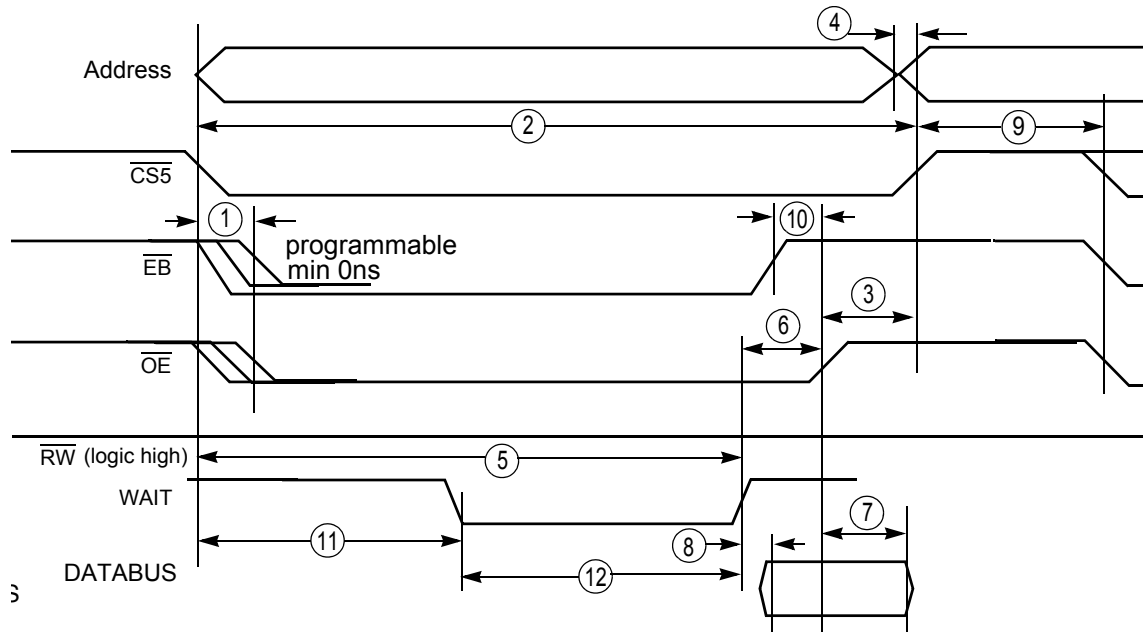 4
Address
2
9
CS5
1
10
programmable
min 0ns
EB
3
6
OE
RW (logic high)
5
WAIT
7
11
8
DATABUS
12
s